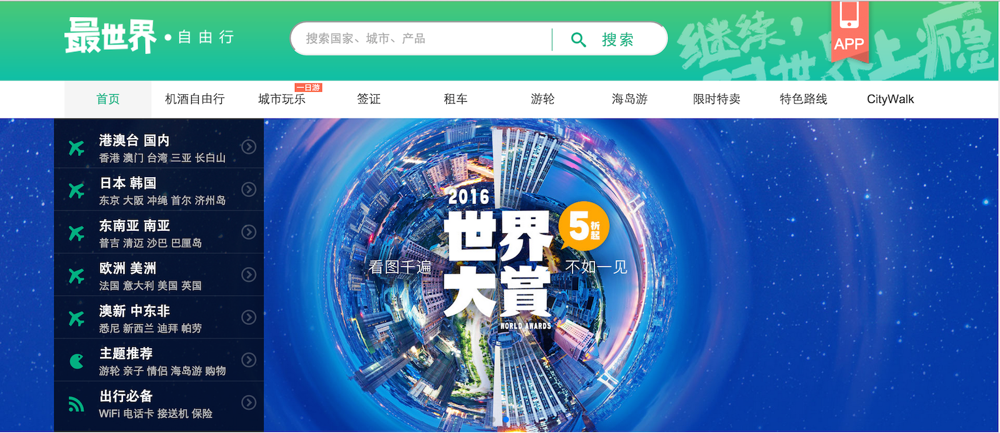 最世界·自由行
搜索国家、城市、产品
搜索
继续,
对世界上瘾
APP
首页
机酒自由行
城市玩乐
一日游
签证
租车
游轮
海岛游
限时特卖
特色路线
CityWalk
港澳台 国内
香港 澳门 台湾 三亚 长白山
日本 韩国
东京 大阪 冲绳 首尔 济州岛
东南亚 南亚
普吉 清迈 沙巴 巴厘岛
欧洲 美洲
法国 意大利 美国 英国
澳新 中东非
悉尼 新西兰 迪拜 帕劳
主题推荐
游轮 亲子 情侣 海岛游 购物
出行必备
WiFi 电话卡 接送机 保险
2016
世界
大賞
5折起
看图千遍
不如一见
WORLD AWARDS